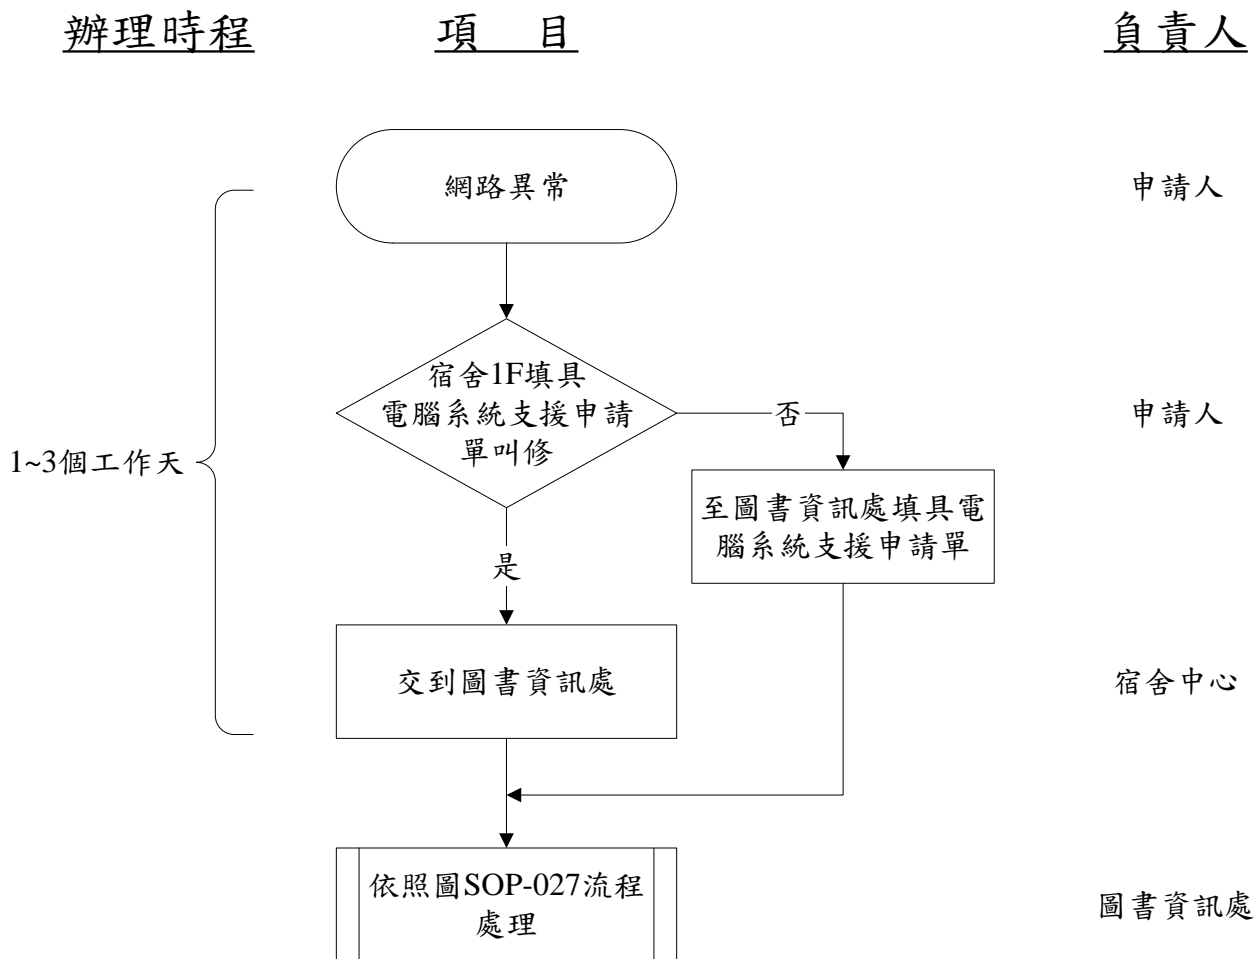 辦理時程
項 目
負責人
網路異常
申請人
宿舍1F填具
電腦系統支援申請
單叫修
否
申請人
1~3個工作天
至圖書資訊處填具電
腦系統支援申請單
是
交到圖書資訊處
宿舍中心
依照圖SOP-027流程
處理
圖書資訊處